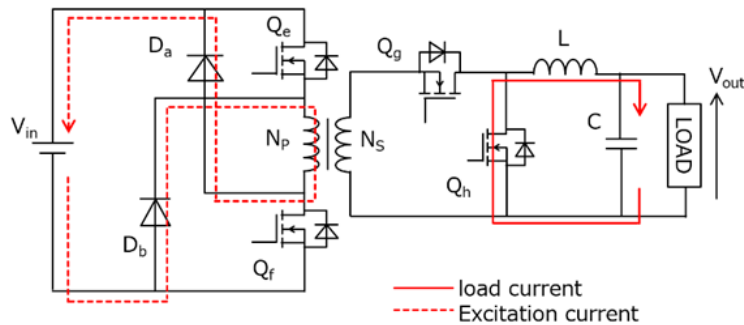 Qe
Da
Qg
L
Vout
Vin
NP
NS
C
LOAD
Qh
Db
Qf
load current
Excitation current